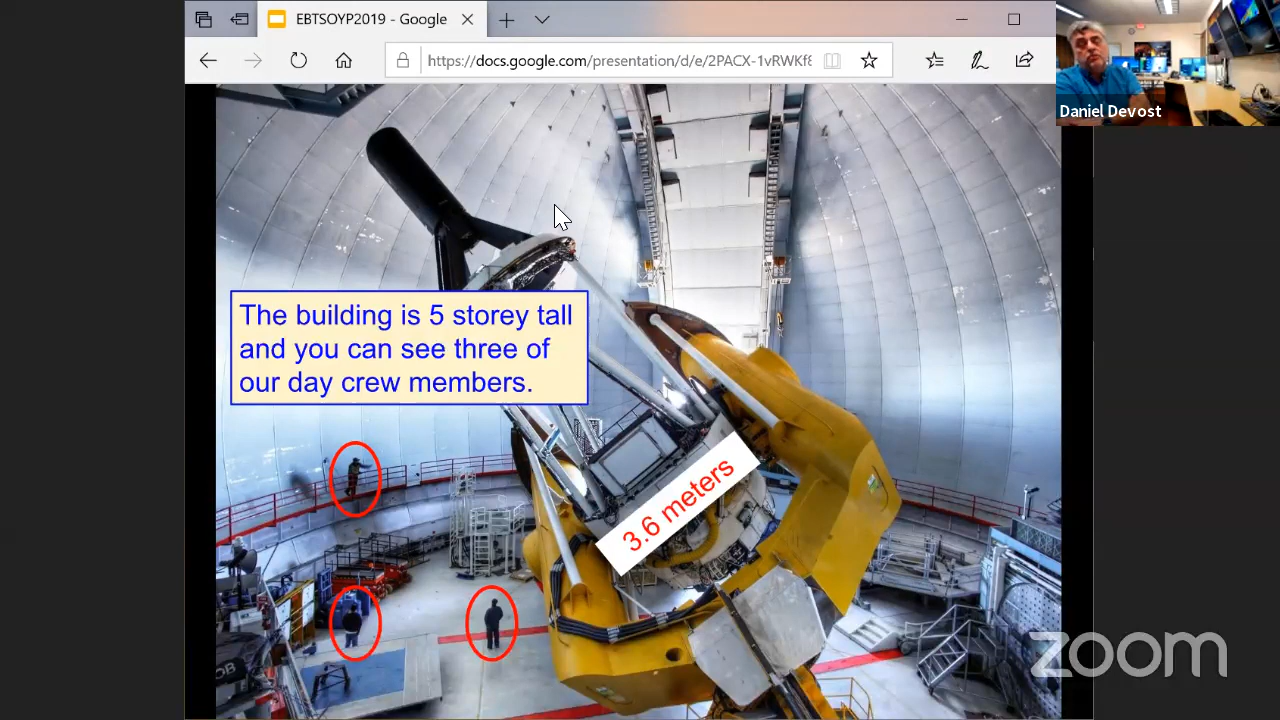 EBTSOYP2019 - Google
https://docs.google.com/presentation/d/e/2PACX-1vRWKf
Daniel Devost
The building is 5 storey tall
and you can see three of
our day crew members.
3.6 meters
zoom